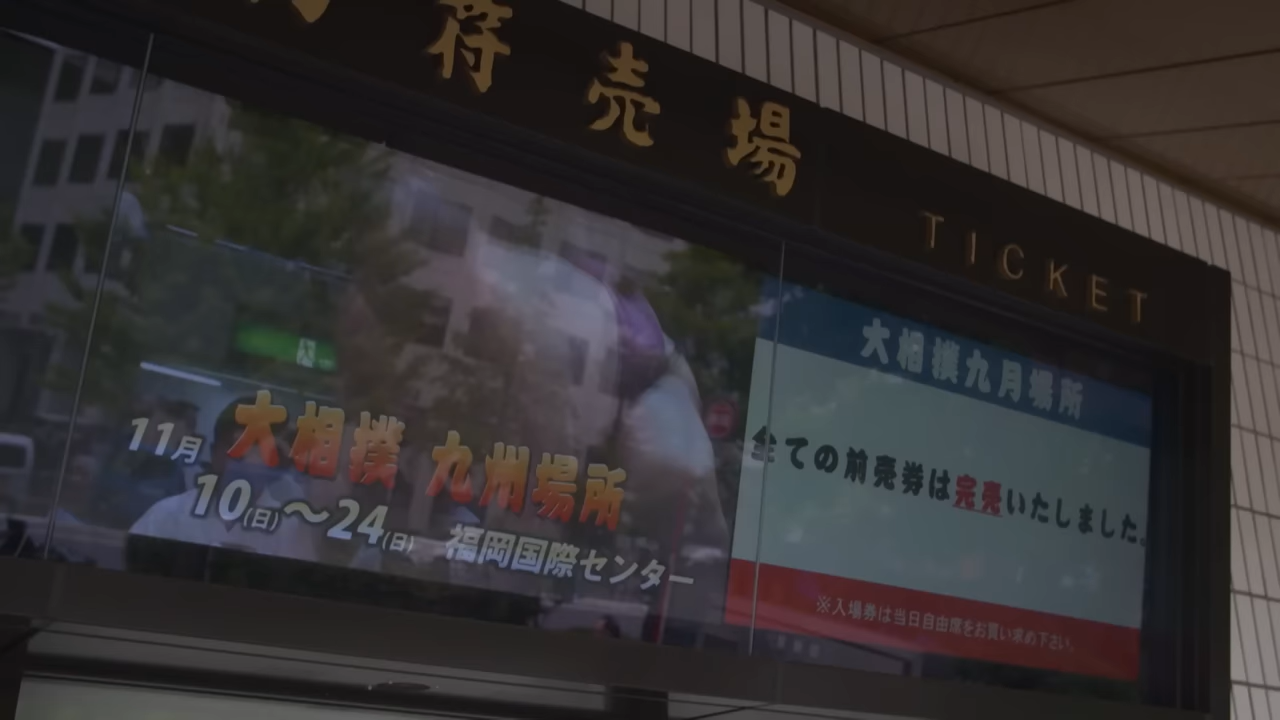 符売場
TICKET
11月 大相撲 九州場所
10(日)～24(日) 福岡国際センター
大相撲九月場所
全ての前売券は完売いたしました。
※入場券は当日自由席をお買い求め下さい。